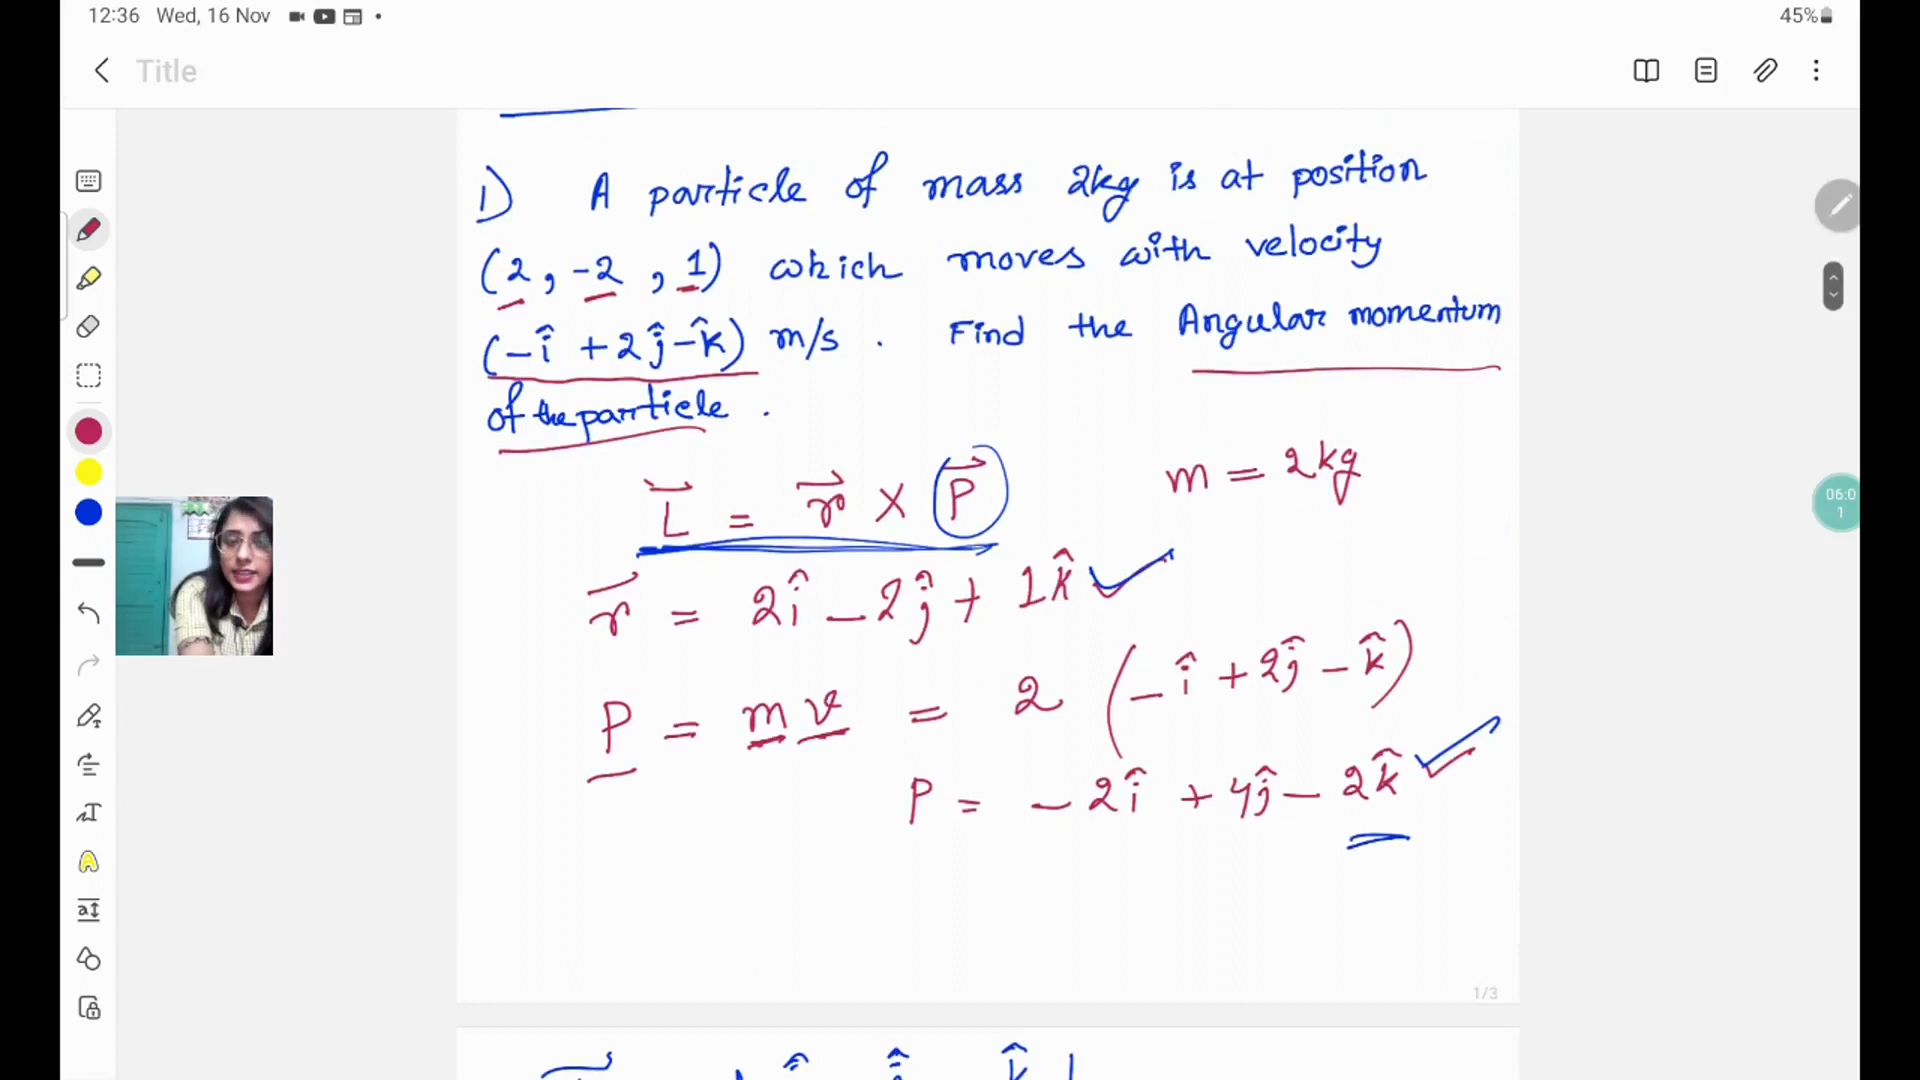 12:36 Wed, 16 Nov
45%
Title
1) A particle of mass 2kg is at position
(2, -2, 1) which moves with velocity
(-î + 2ĵ - k̂) m/s. Find the Angular momentum
of the particle.
L⃗ = r⃗ × P⃗
m = 2kg
r⃗ = 2î - 2ĵ + 1k̂
P = mv = 2 (-î + 2ĵ - k̂)
P = -2î + 4ĵ - 2k̂
06:01
1/3